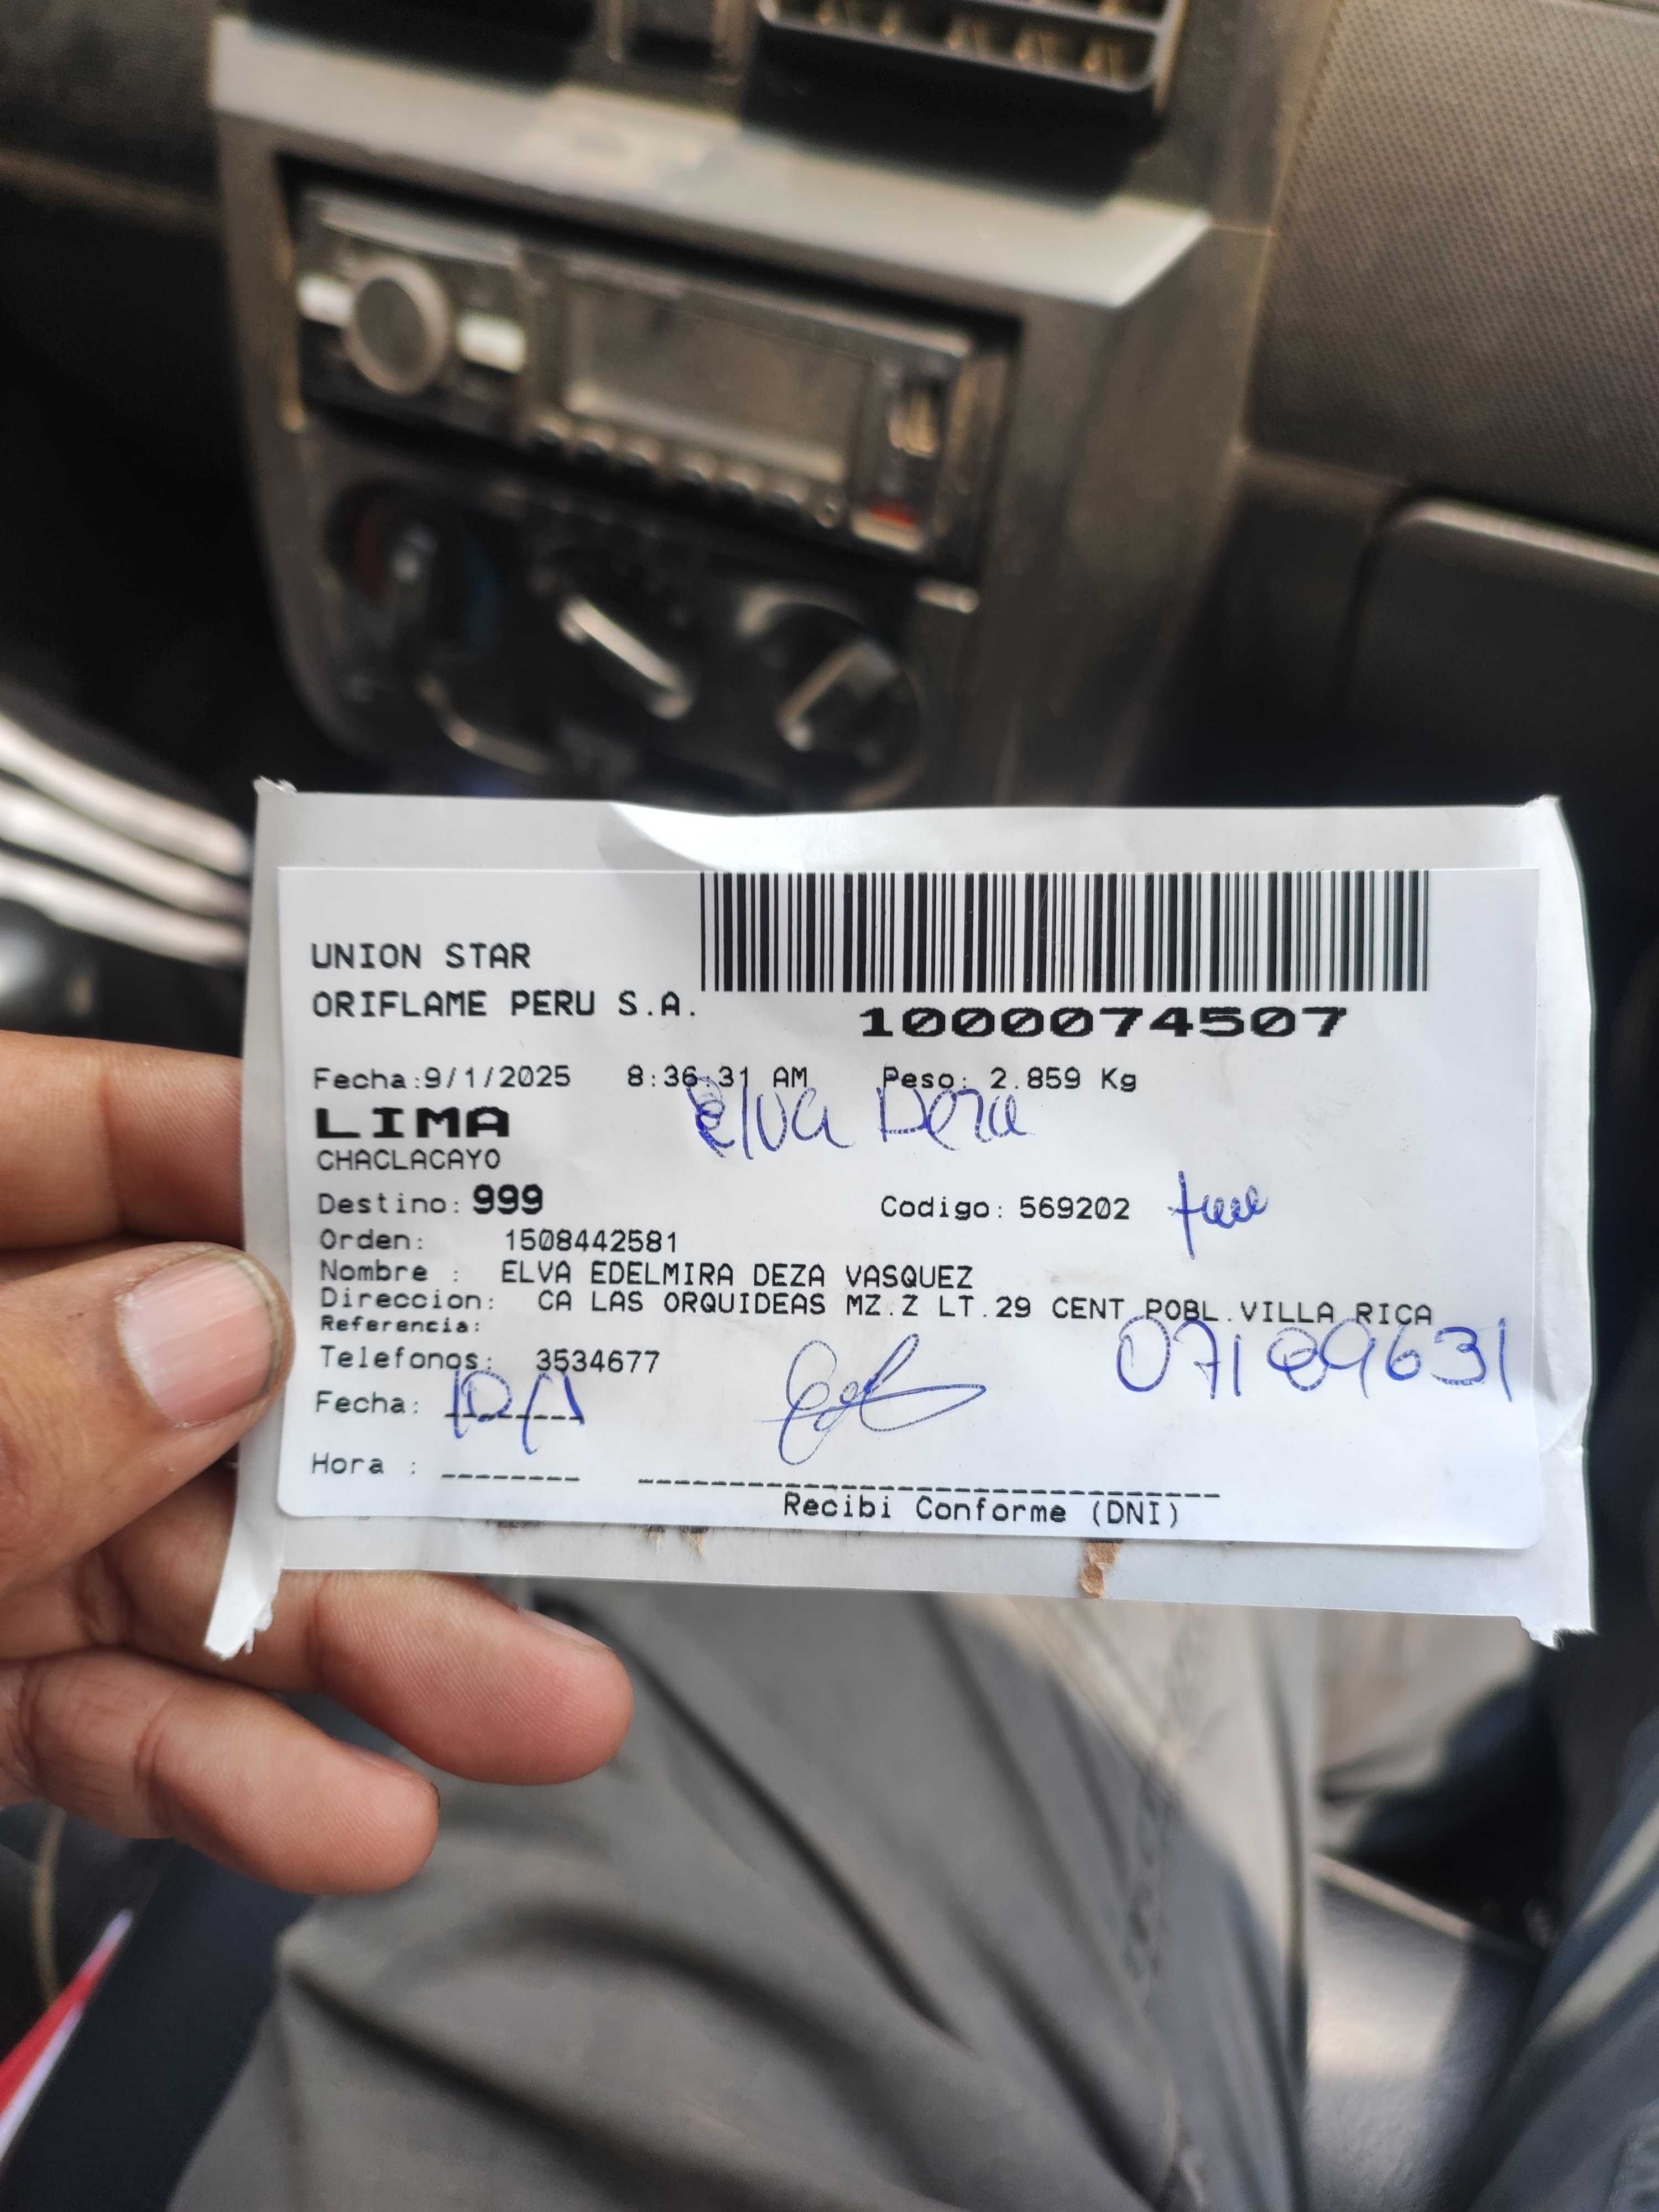 UNION STAR
ORIFLAME PERU S.A.
1000074507
Fecha:9/1/2025 8:36:31 AM Peso: 2.859 Kg
LIMA
Elva Deza
CHACLACAYO
Destino: 999 Codigo: 569202
Orden: 1508442581
Nombre : ELVA EDELMIRA DEZA VASQUEZ
Direccion: CA LAS ORQUIDEAS MZ.Z LT.29 CENT POBL.VILLA RICA
Referencia:
Telefonos: 3534677
Fecha: 10/1
Hora : --------
Recibi Conforme (DNI)